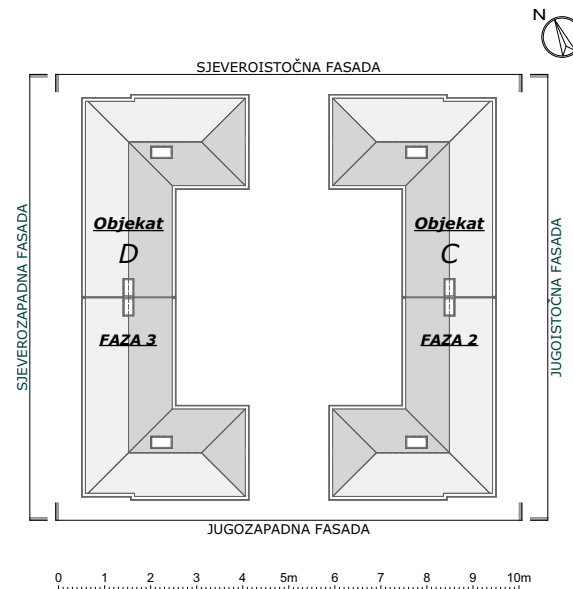 N
SJEVEROISTOČNA FASADA
SJEVEROZAPADNA FASADA
Objekat
D
FAZA 3
Objekat
C
FAZA 2
JUGOISTOČNA FASADA
JUGOZAPADNA FASADA
0 1 2 3 4 5m 6 7 8 9 10m